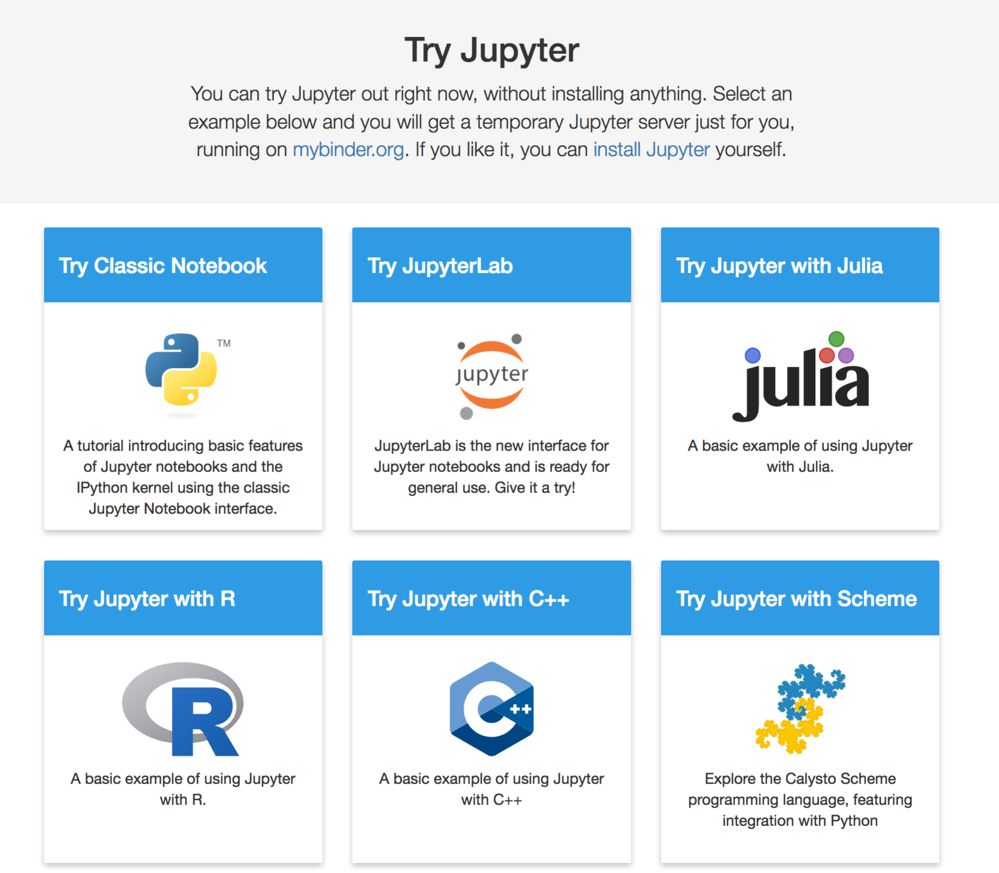 Try Jupyter
You can try Jupyter out right now, without installing anything. Select an
example below and you will get a temporary Jupyter server just for you,
running on mybinder.org. If you like it, you can install Jupyter yourself.
Try Classic Notebook
TM
A tutorial introducing basic features
of Jupyter notebooks and the
IPython kernel using the classic
Jupyter Notebook interface.
Try JupyterLab
jupyter
JupyterLab is the new interface for
Jupyter notebooks and is ready for
general use. Give it a try!
Try Jupyter with Julia
julia
A basic example of using Jupyter
with Julia.
Try Jupyter with R
R
A basic example of using Jupyter
with R.
Try Jupyter with C++
C++
A basic example of using Jupyter
with C++
Try Jupyter with Scheme
Explore the Calysto Scheme
programming language, featuring
integration with Python